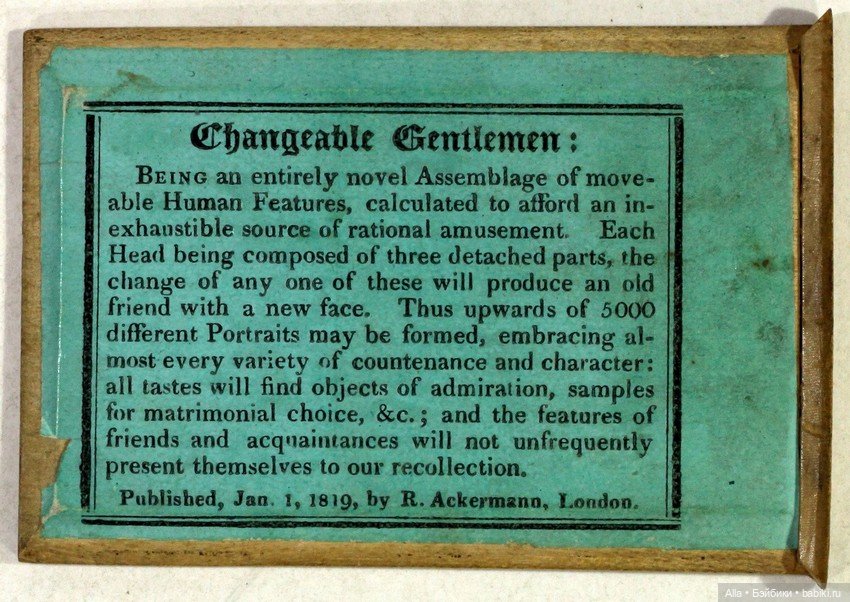 Changeable Gentlemen:
BEING an entirely novel Assemblage of move-
able Human Features, calculated to afford an in-
exhaustible source of rational amusement. Each
Head being composed of three detached parts, the
change of any one of these will produce an old
friend with a new face. Thus upwards of 5000
different Portraits may be formed, embracing al-
most every variety of countenance and character:
all tastes will find objects of admiration, samples
for matrimonial choice, &c.; and the features of
friends and acquaintances will not unfrequently
present themselves to our recollection.
Published, Jan. 1, 1819, by R. Ackermann, London.
Alla • Бэйбики • babiki.ru